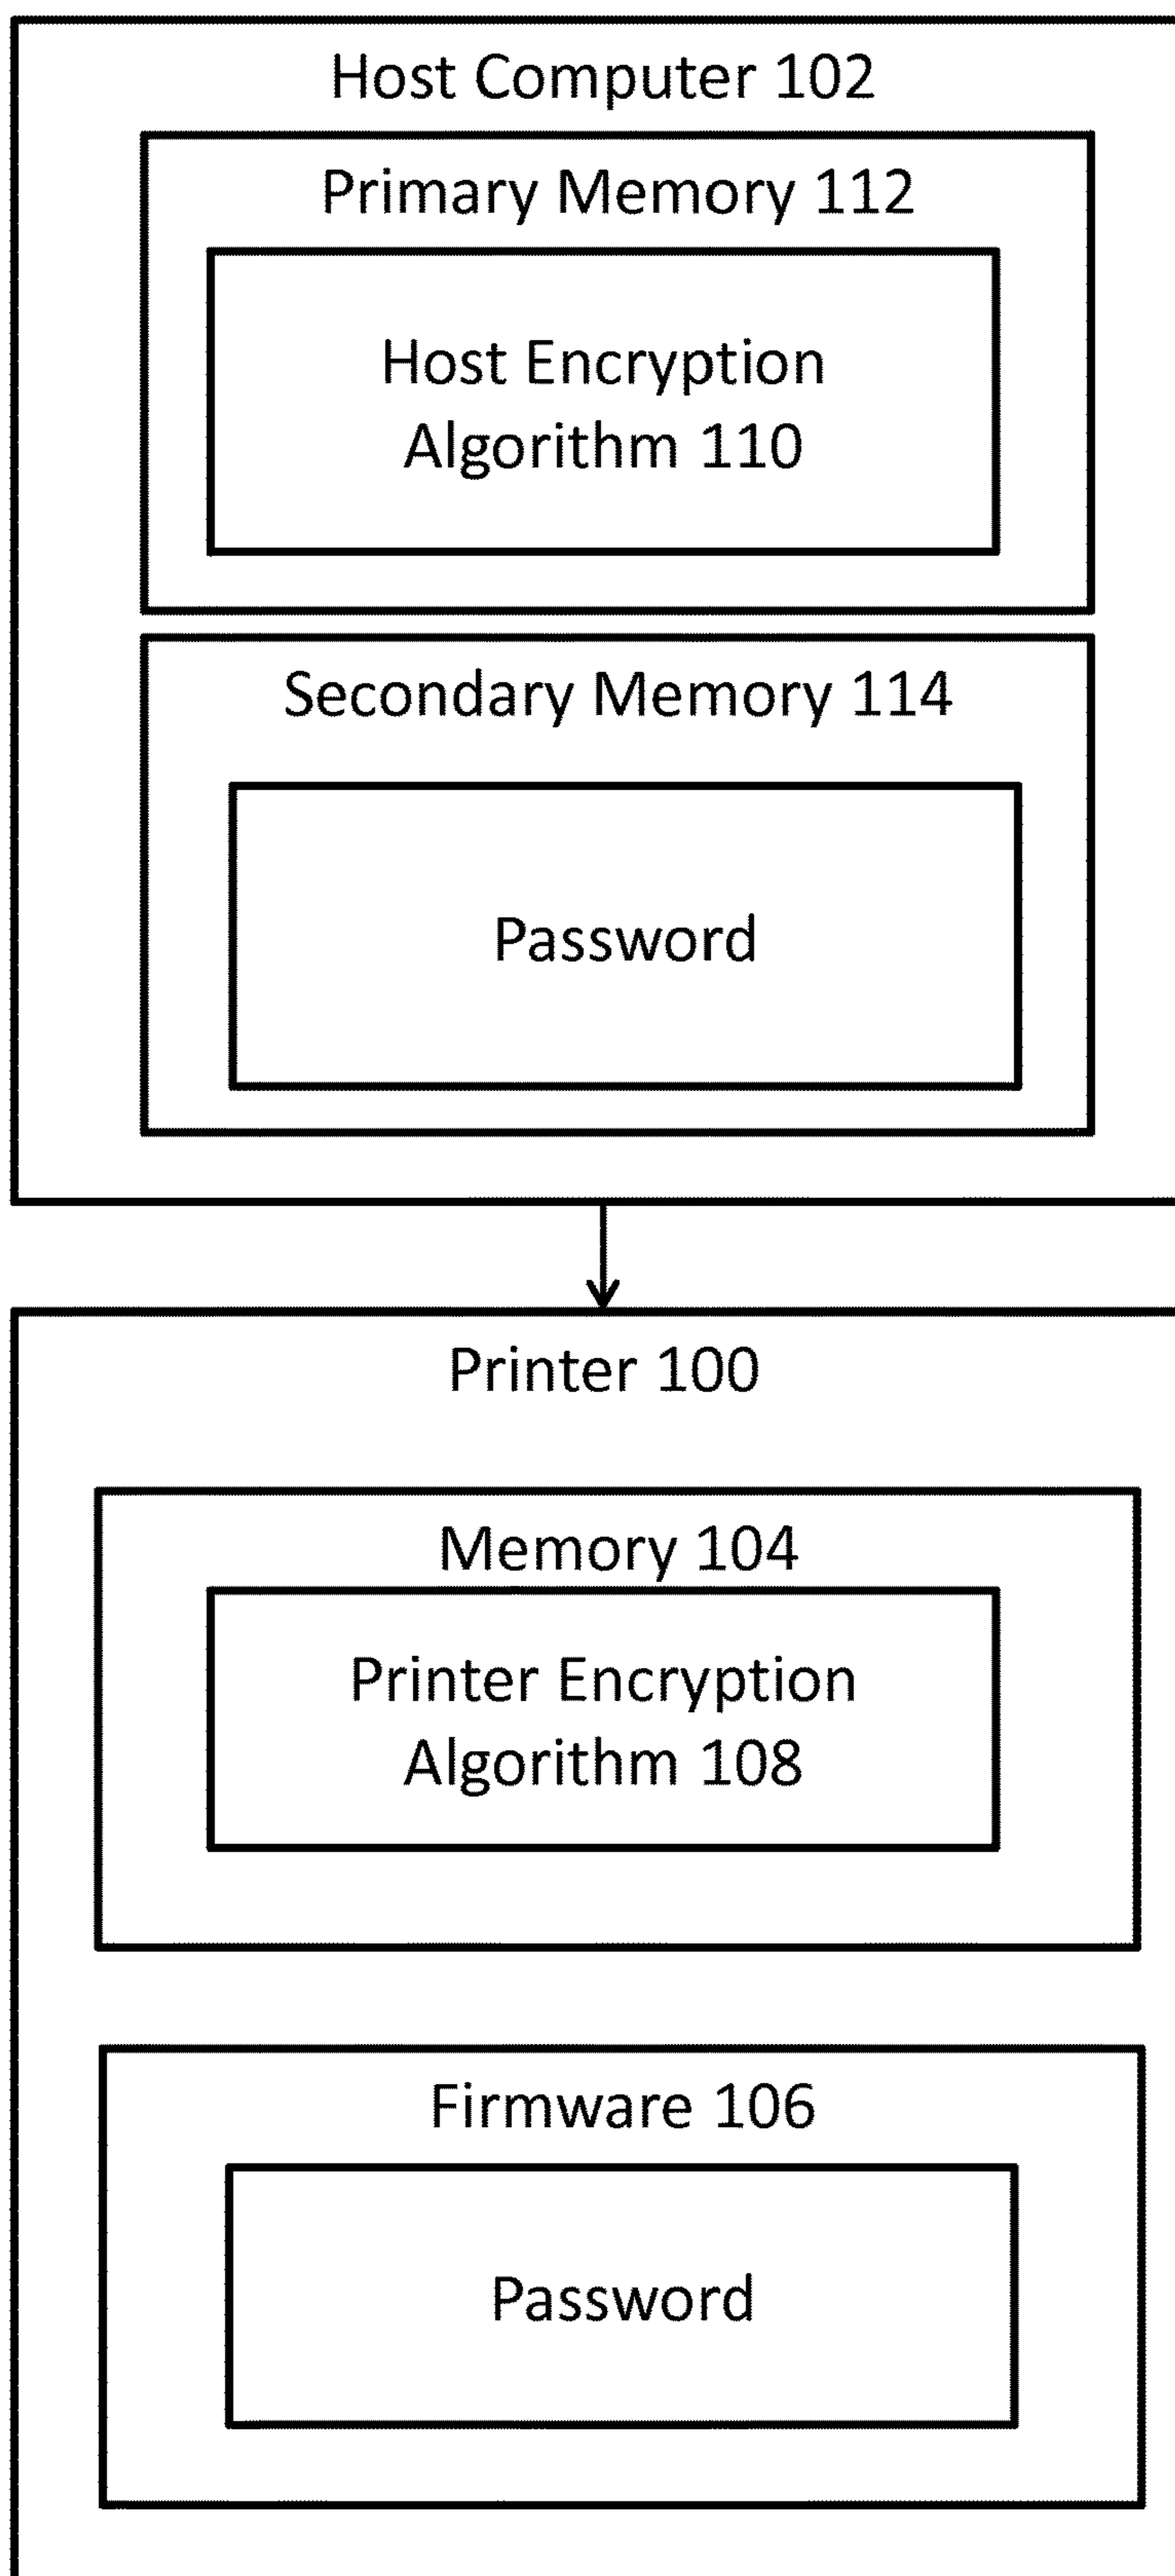 Host Computer 102
Primary Memory 112
Host Encryption
Algorithm 110
Secondary Memory 114
Password
Printer 100
Memory 104
Printer Encryption
Algorithm 108
Firmware 106
Password